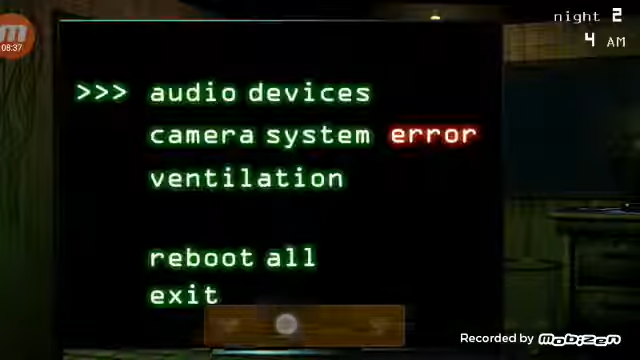 night 2
4 AM
08:37
>>> audio devices
camera system error
ventilation
reboot all
exit
Recorded by mobizen